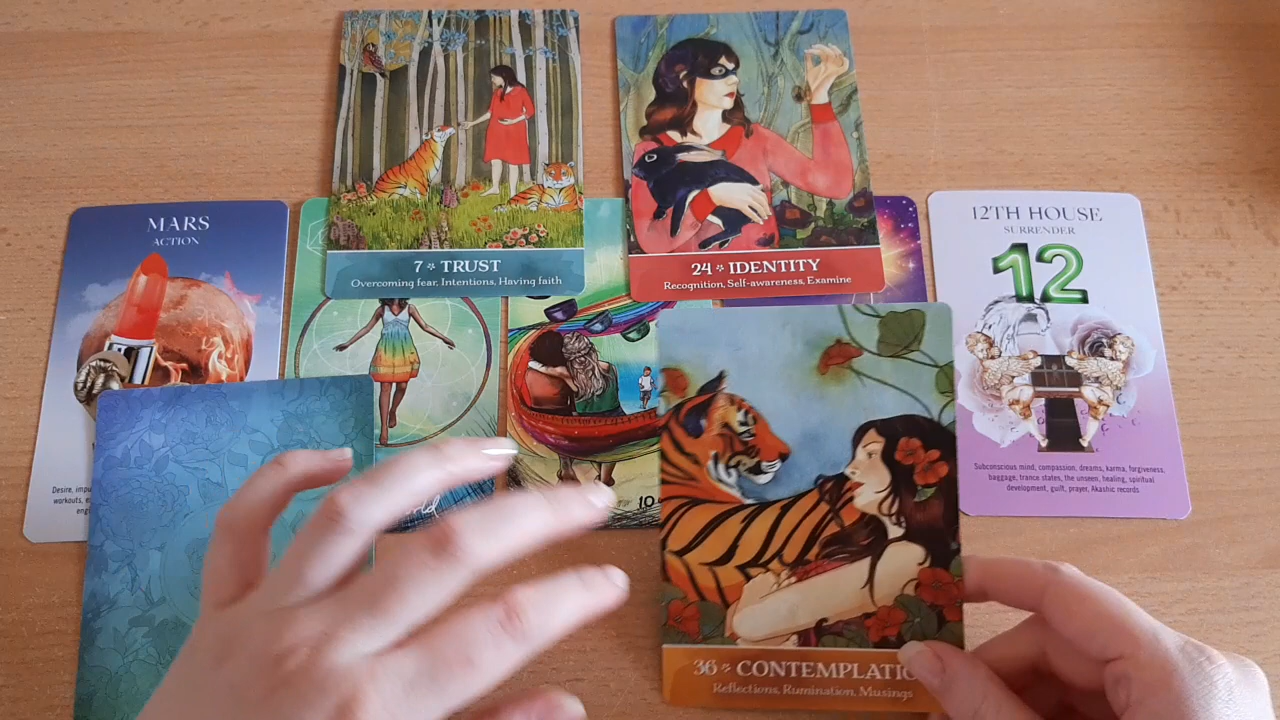 7 * TRUST
Overcoming fear, Intentions, Having faith
24 * IDENTITY
Recognition, Self-awareness, Examine
MARS
ACTION
12TH HOUSE
SURRENDER
12
Subconscious mind, compassion, dreams, karma, forgiveness,
baggage, trance states, the unseen, healing, spiritual
development, guilt, prayer, Akashic records
10
36 * CONTEMPLATIO
Reflections, Rumination, Musings